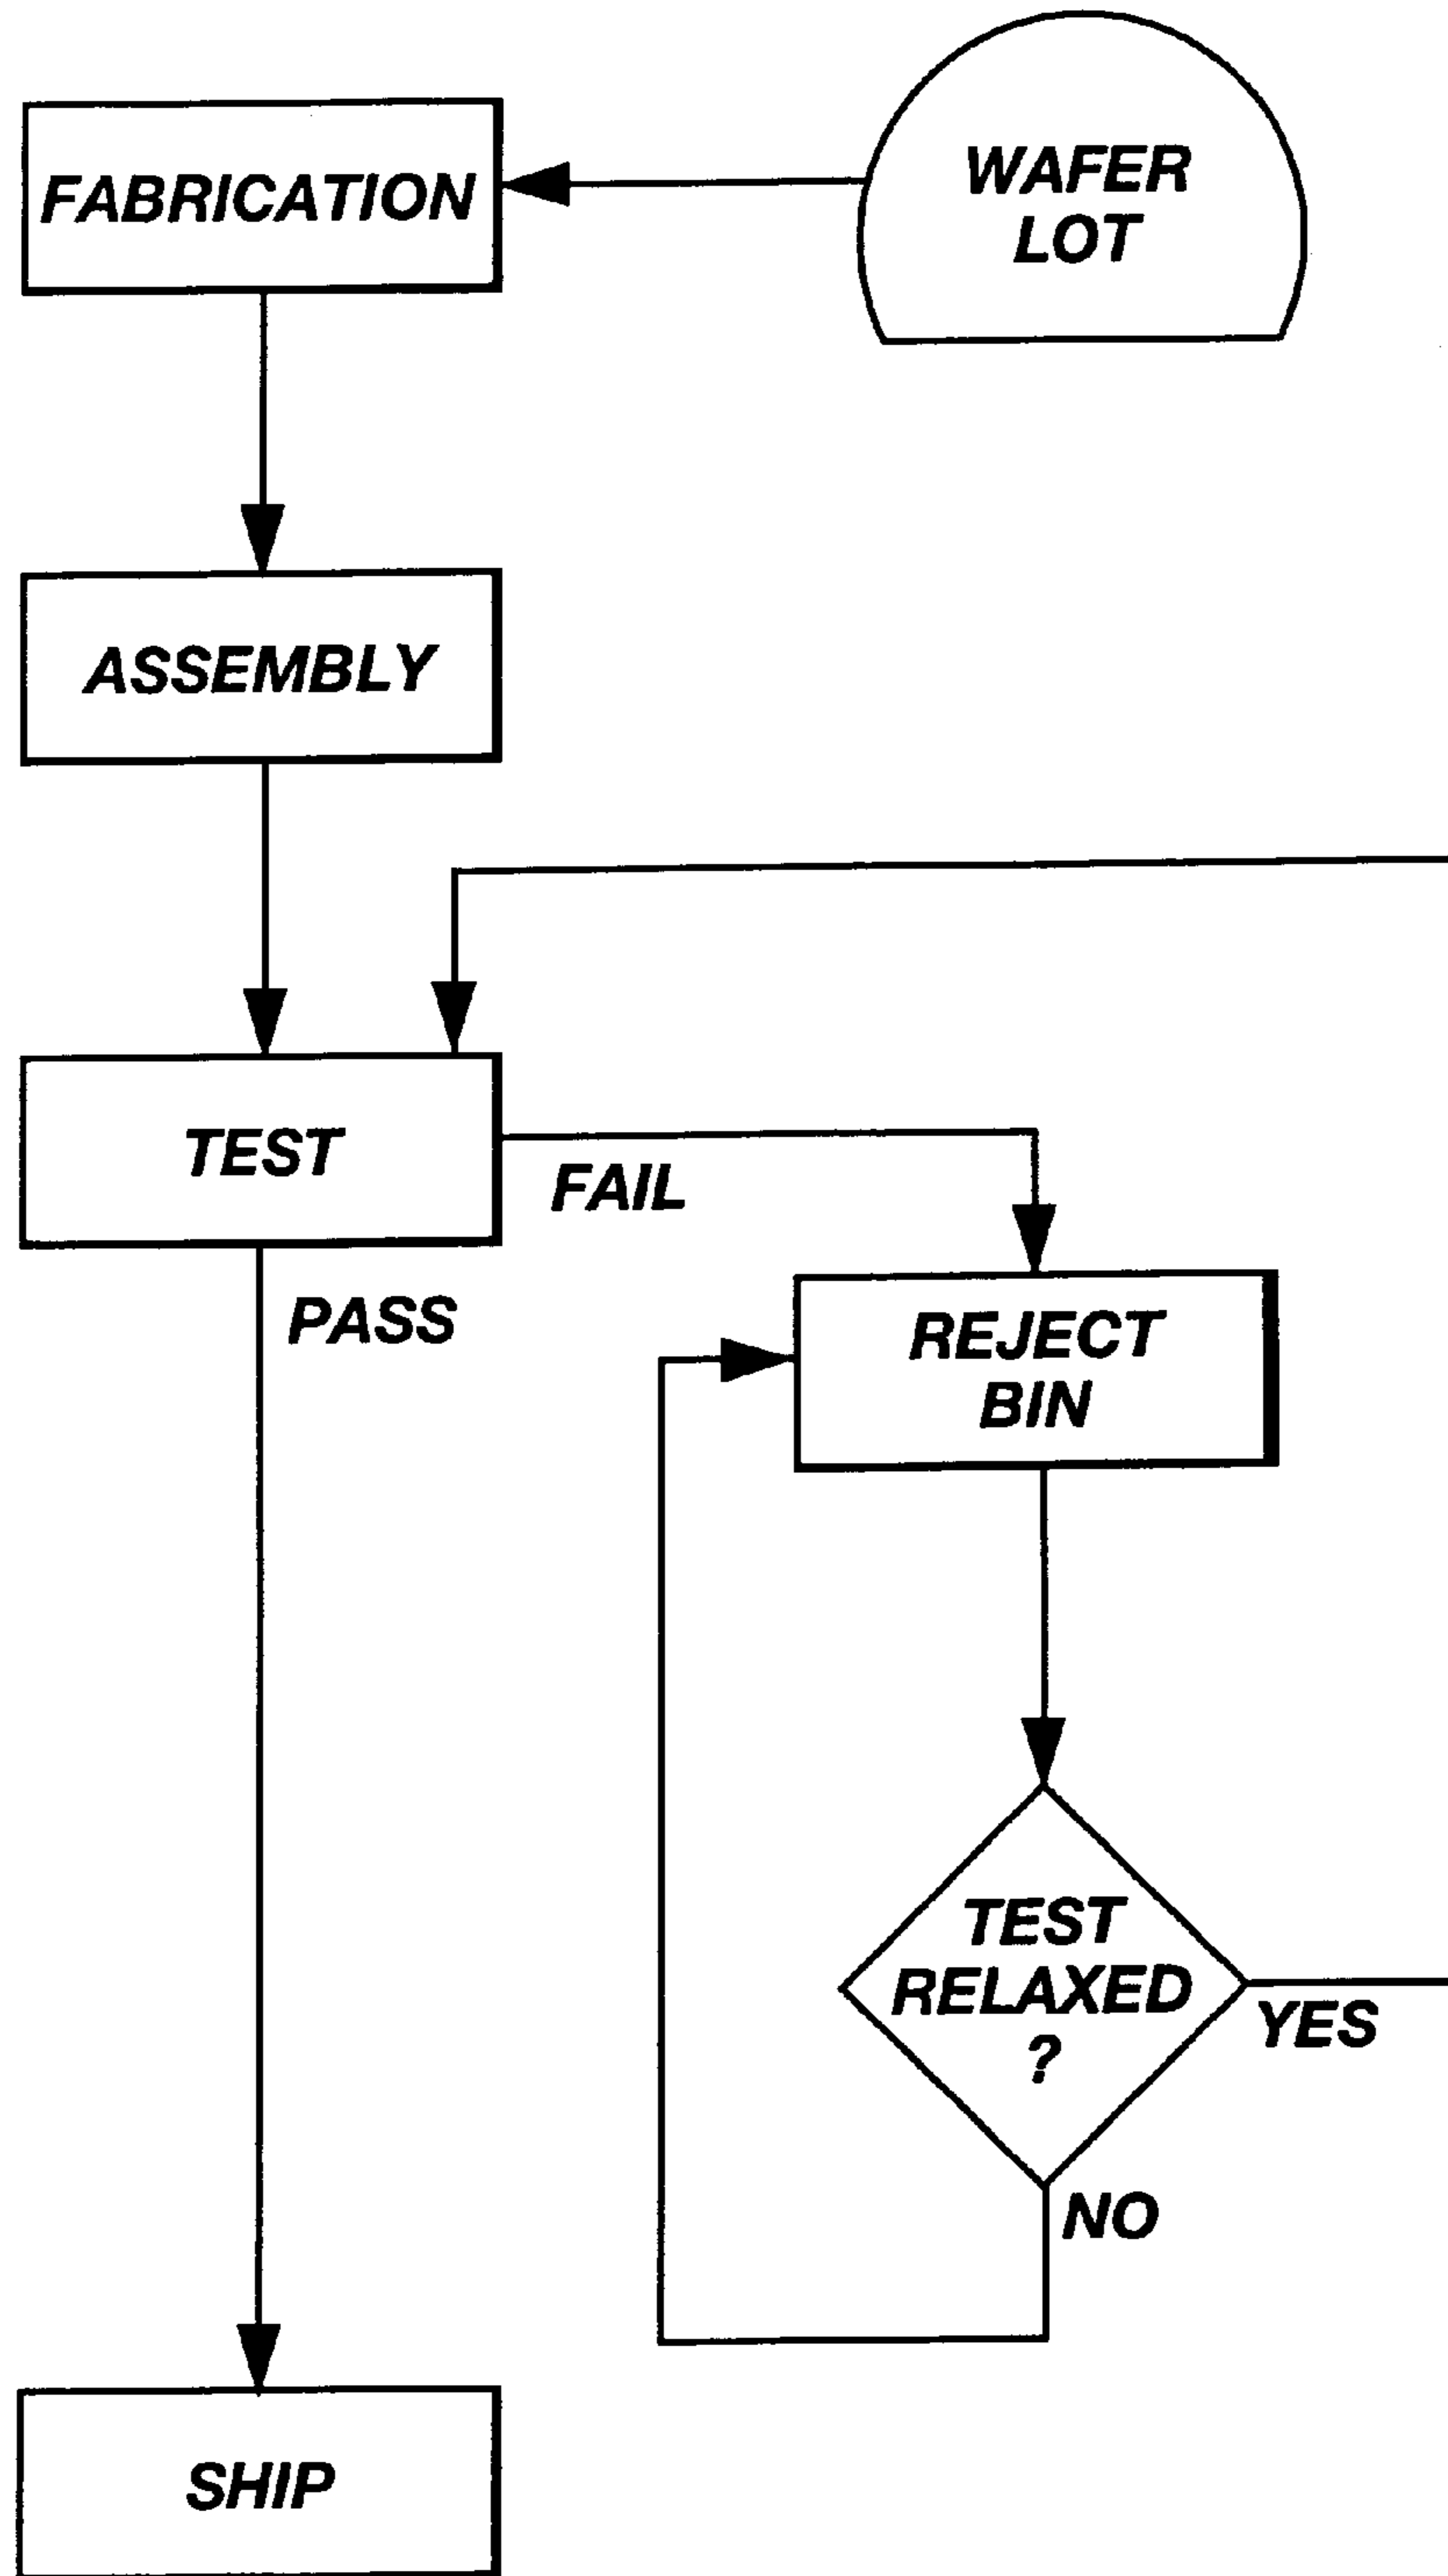 WAFER
LOT
FABRICATION
ASSEMBLY
TEST
FAIL
PASS
REJECT
BIN
TEST
RELAXED
?
YES
NO
SHIP